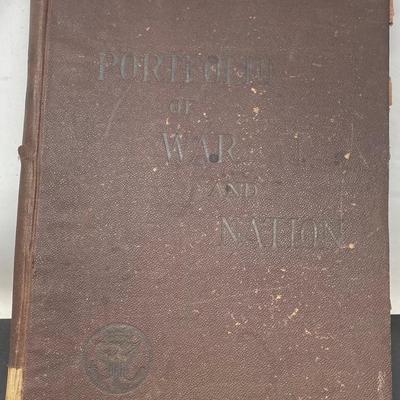 PORTFOLIO
OF
WAR
AND
NATION